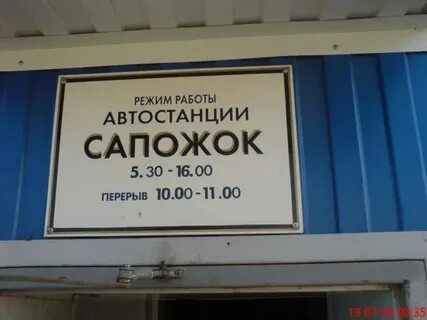 РЕЖИМ РАБОТЫ
АВТОСТАНЦИИ
САПОЖОК
5.30 - 16.00
ПЕРЕРЫВ 10.00 - 11.00